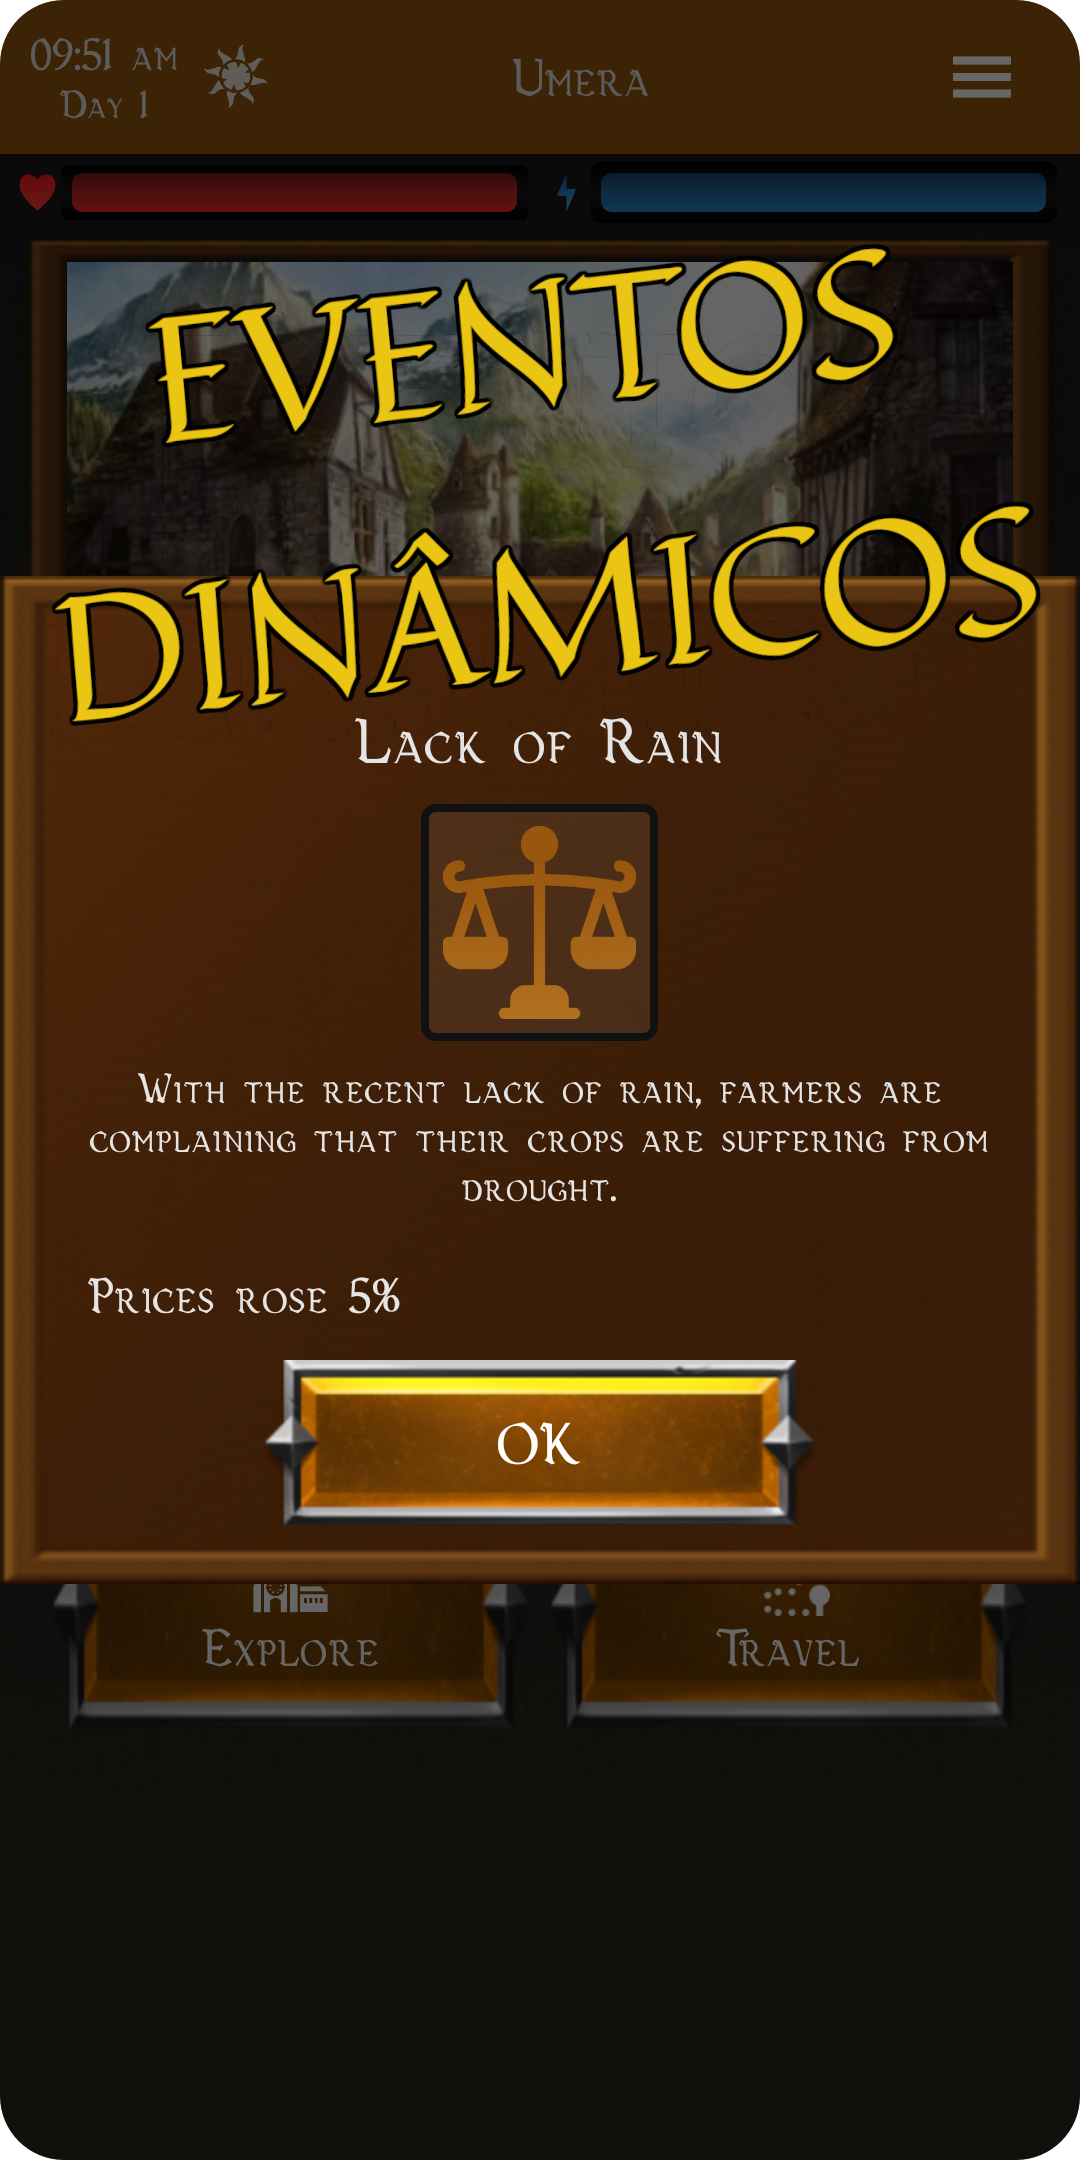 09:51 AM
Day 1
Umera
EVENTOS
DINÂMICOS
Lack of Rain
With the recent lack of rain, farmers are
complaining that their crops are suffering from
drought.
Prices rose 5%
OK
Explore
Travel